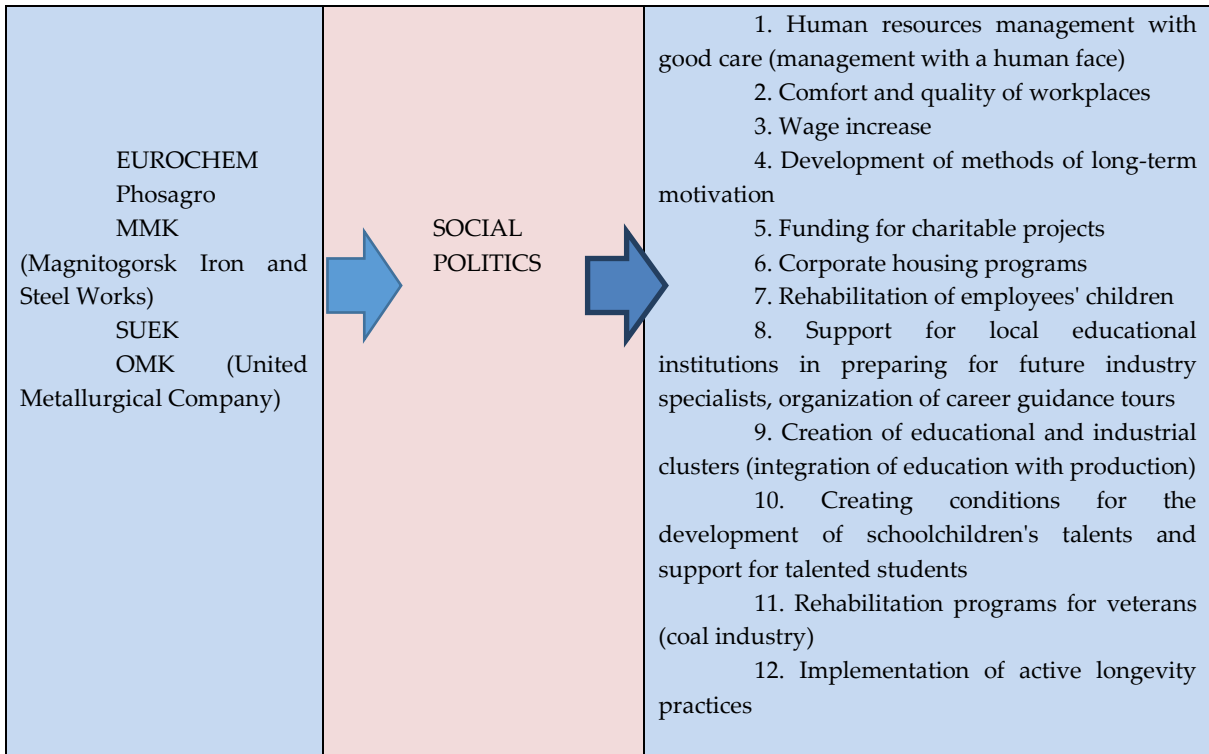 EUROCHEM
Phosagro
MMK
(Magnitogorsk Iron and
Steel Works)
SUEK
OMK (United
Metallurgical Company)
SOCIAL
POLITICS
1. Human resources management with
good care (management with a human face)
2. Comfort and quality of workplaces
3. Wage increase
4. Development of methods of long-term
motivation
5. Funding for charitable projects
6. Corporate housing programs
7. Rehabilitation of employees' children
8. Support for local educational
institutions in preparing for future industry
specialists, organization of career guidance tours
9. Creation of educational and industrial
clusters (integration of education with production)
10. Creating conditions for the
development of schoolchildren's talents and
support for talented students
11. Rehabilitation programs for veterans
(coal industry)
12. Implementation of active longevity
practices